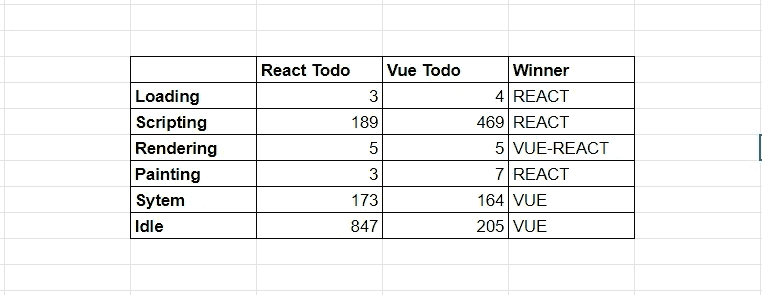 React Todo Vue Todo Winner
Loading 3 4 REACT
Scripting 189 469 REACT
Rendering 5 5 VUE-REACT
Painting 3 7 REACT
Sytem 173 164 VUE
Idle 847 205 VUE